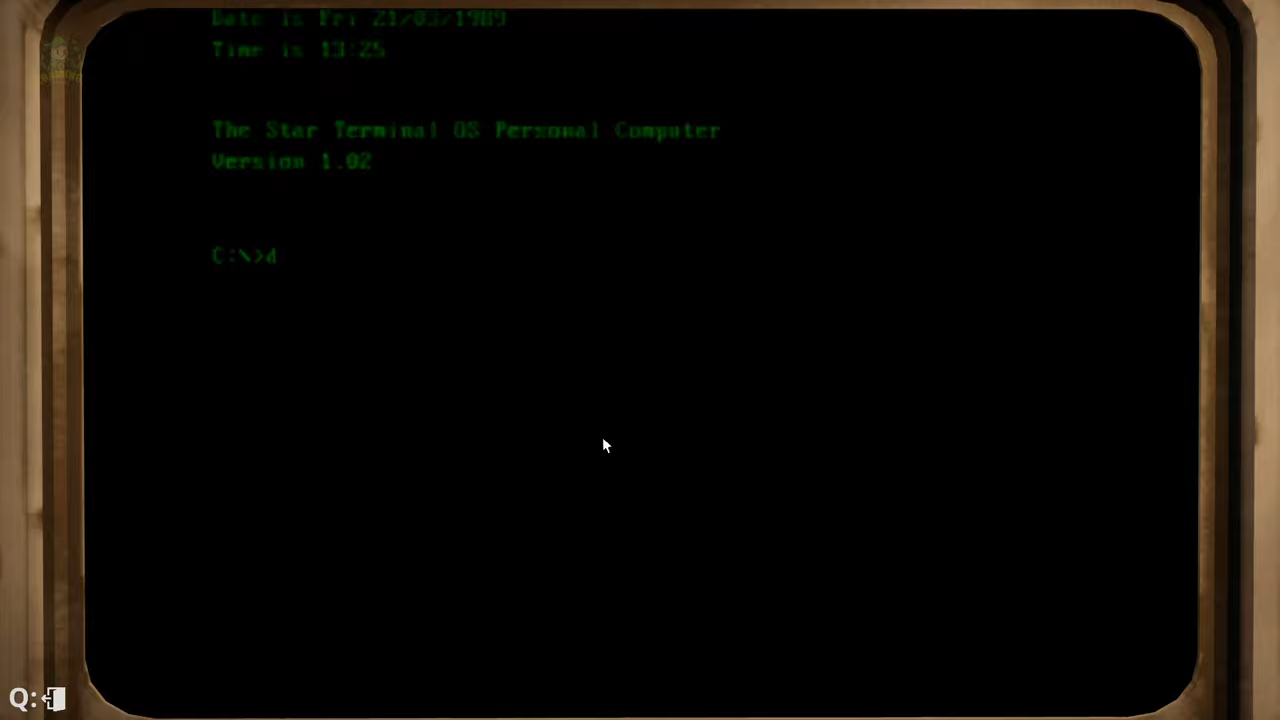 Date is Fri 21/03/1989
Time is 13:25
The Star Terminal OS Personal Computer
Version 1.02
C:\>d
GAMING
Q: